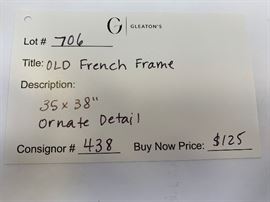 G GLEATON'S
Lot # 706
Title: OLD French Frame
Description:
35 x 38"
Ornate Detail
Consignor # 438 Buy Now Price: $125